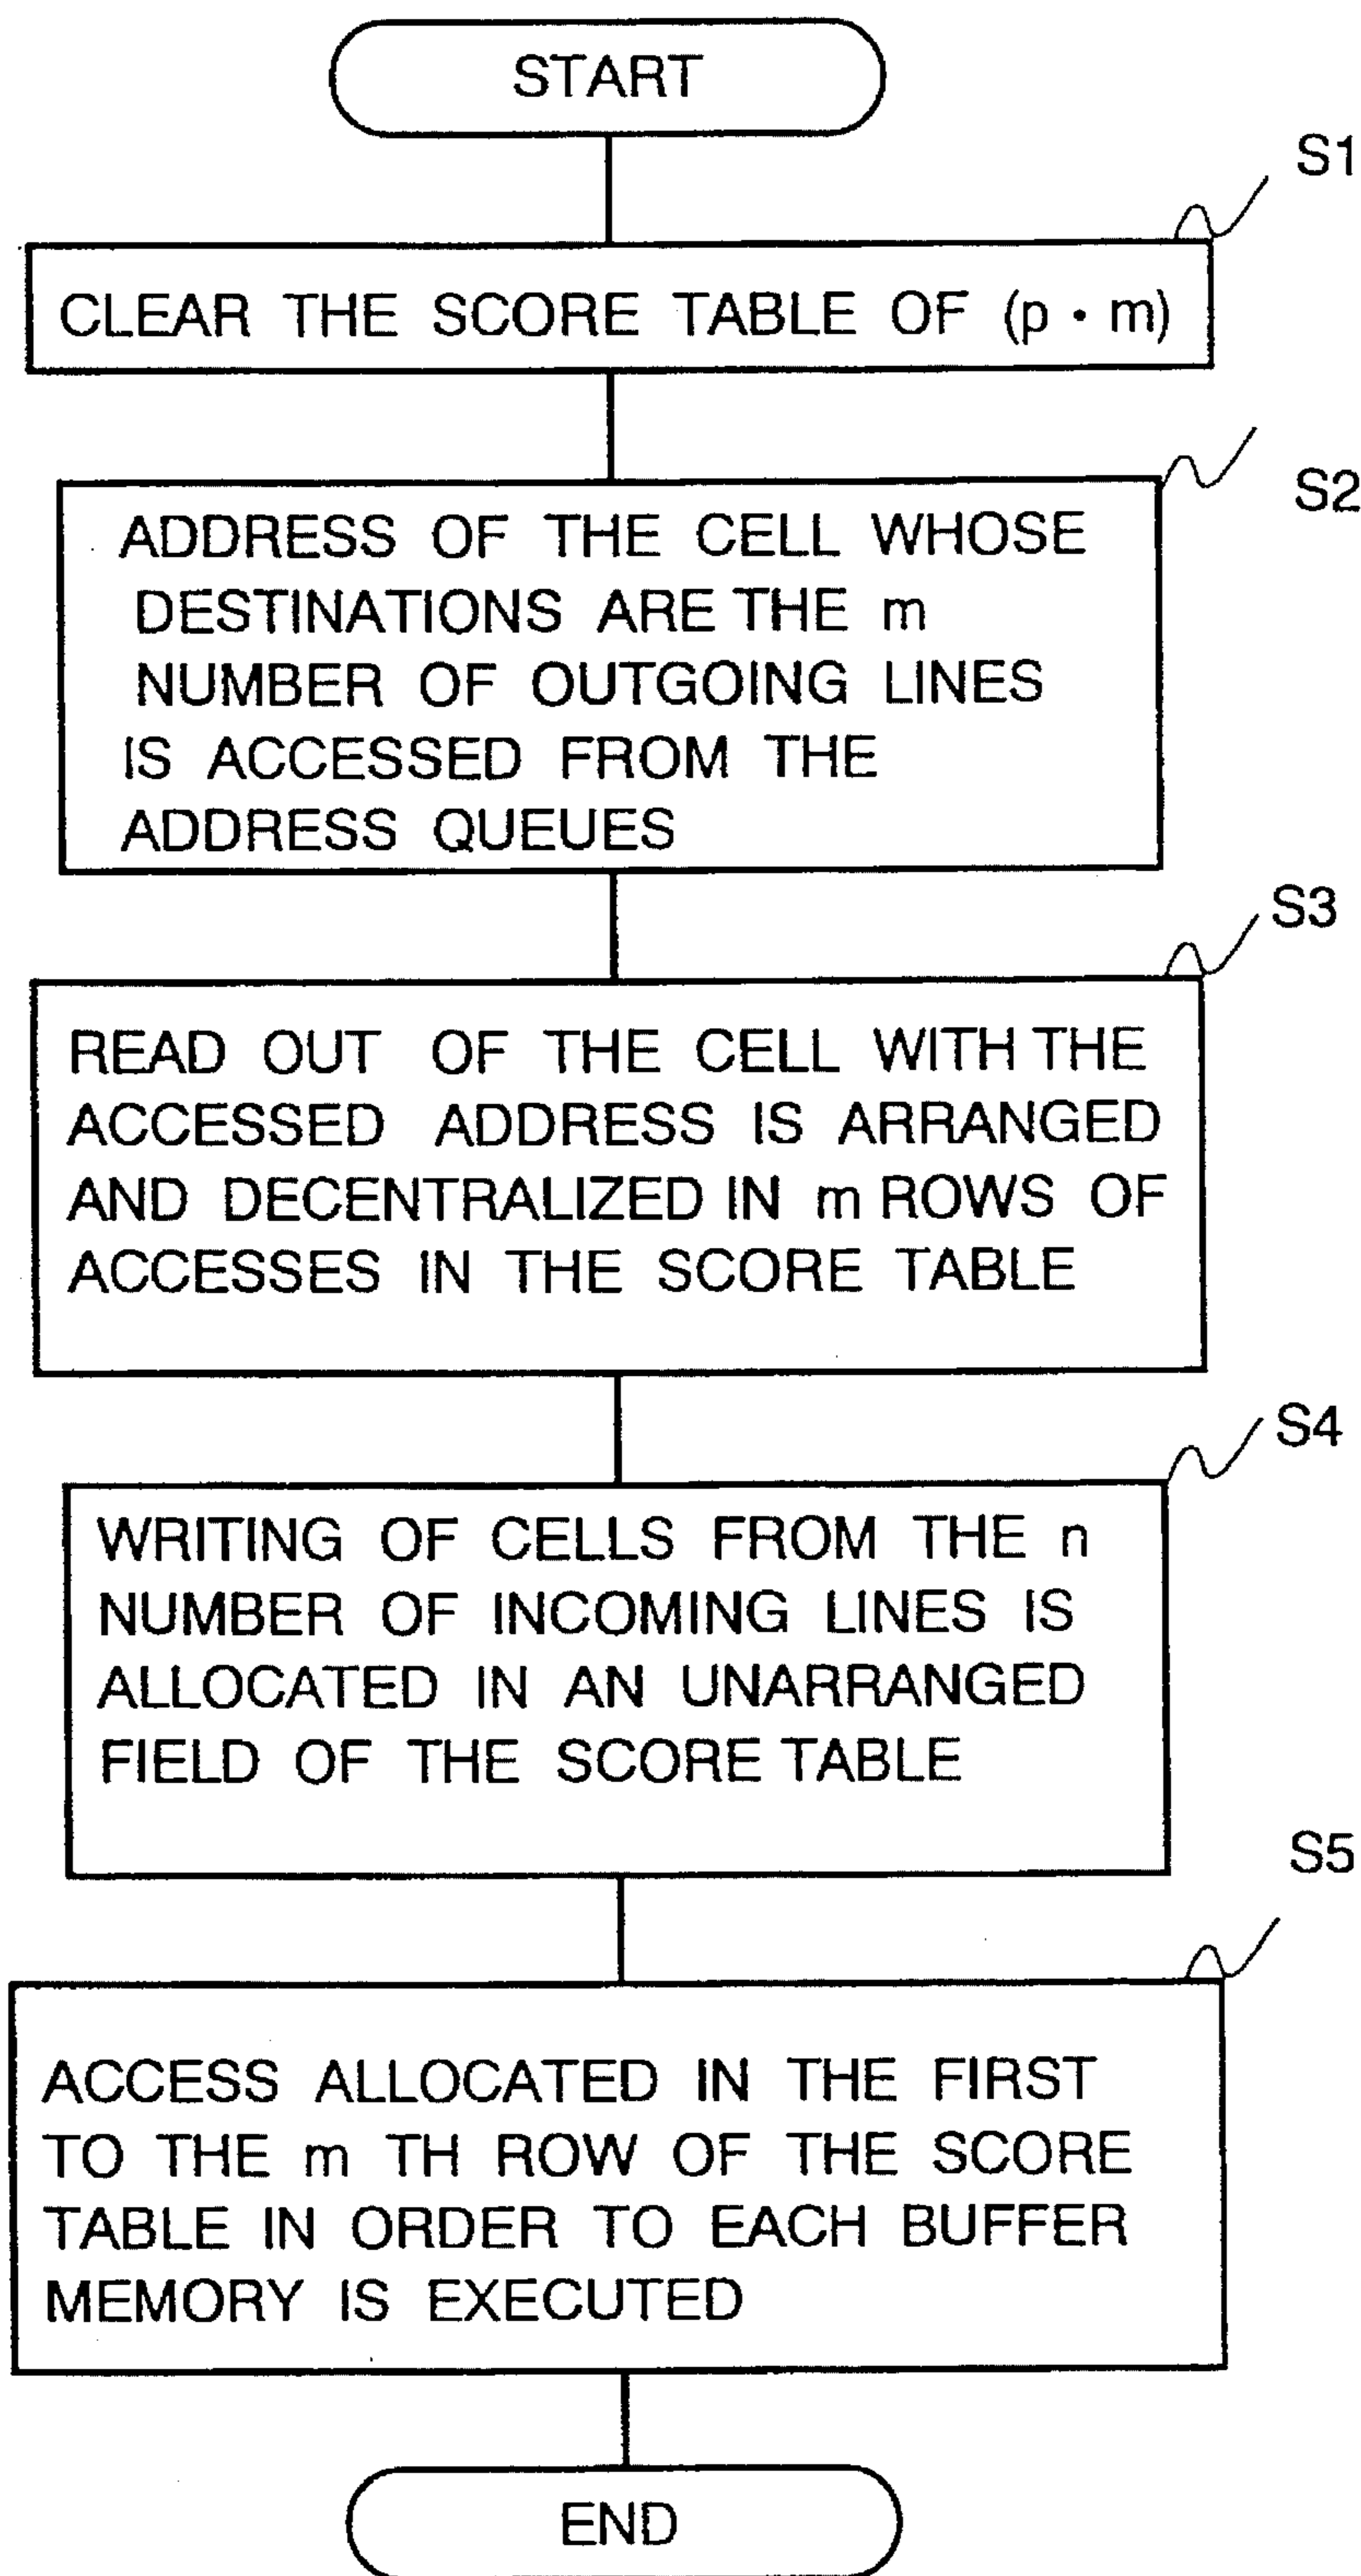 START
S1
CLEAR THE SCORE TABLE OF (p・m)
S2
ADDRESS OF THE CELL WHOSE
DESTINATIONS ARE THE m
NUMBER OF OUTGOING LINES
IS ACCESSED FROM THE
ADDRESS QUEUES
S3
READ OUT OF THE CELL WITH THE
ACCESSED ADDRESS IS ARRANGED
AND DECENTRALIZED IN m ROWS OF
ACCESSES IN THE SCORE TABLE
S4
WRITING OF CELLS FROM THE n
NUMBER OF INCOMING LINES IS
ALLOCATED IN AN UNARRANGED
FIELD OF THE SCORE TABLE
S5
ACCESS ALLOCATED IN THE FIRST
TO THE m TH ROW OF THE SCORE
TABLE IN ORDER TO EACH BUFFER
MEMORY IS EXECUTED
END